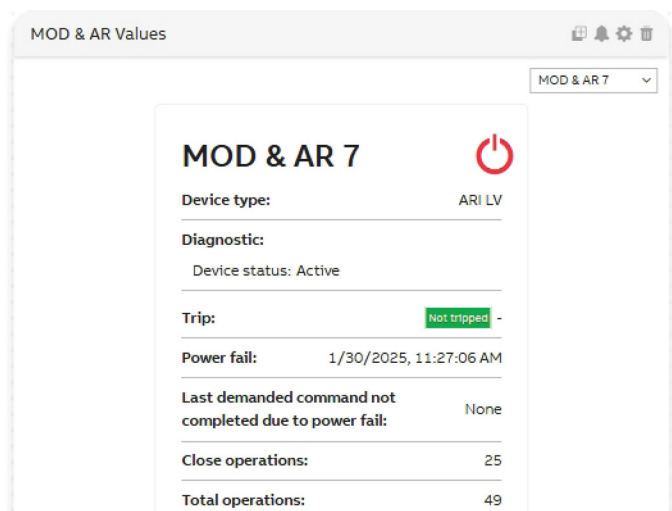 MOD & AR Values
MOD & AR 7
MOD & AR 7
Device type: ARI LV
Diagnostic:
Device status: Active
Trip: Not tripped -
Power fail: 1/30/2025, 11:27:06 AM
Last demanded command not
completed due to power fail: None
Close operations: 25
Total operations: 49